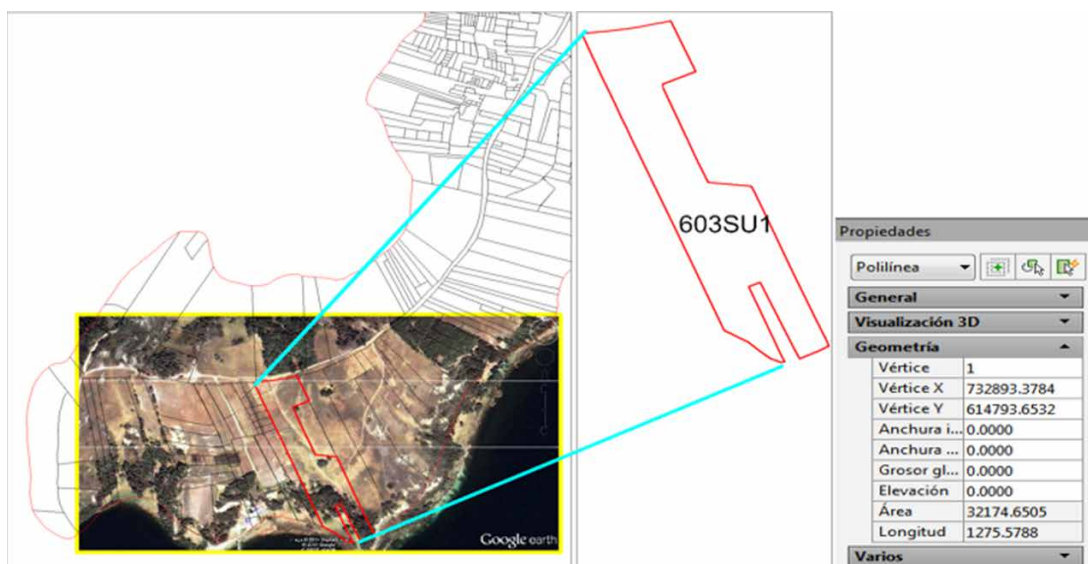 603SU1
Google earth
Propiedades
Polilínea
General
Visualización 3D
Geometría
Vértice 1
Vértice X 732893.3784
Vértice Y 614793.6532
Anchura i... 0.0000
Anchura ... 0.0000
Grosor gl... 0.0000
Elevación 0.0000
Área 32174.6505
Longitud 1275.5788
Varios